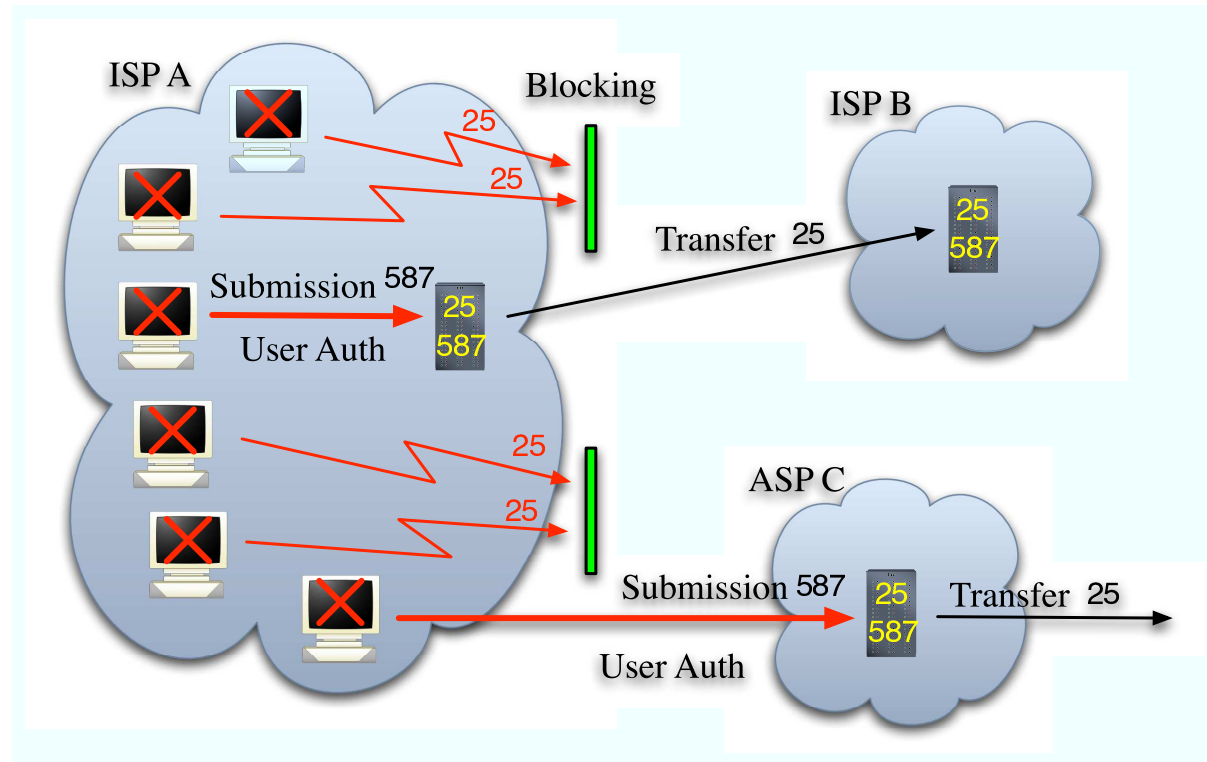 ISP A
Blocking
ISP B
25
25
25
587
Transfer 25
Submission 587
25
587
User Auth
25
25
ASP C
Submission 587
25
587
Transfer 25
User Auth